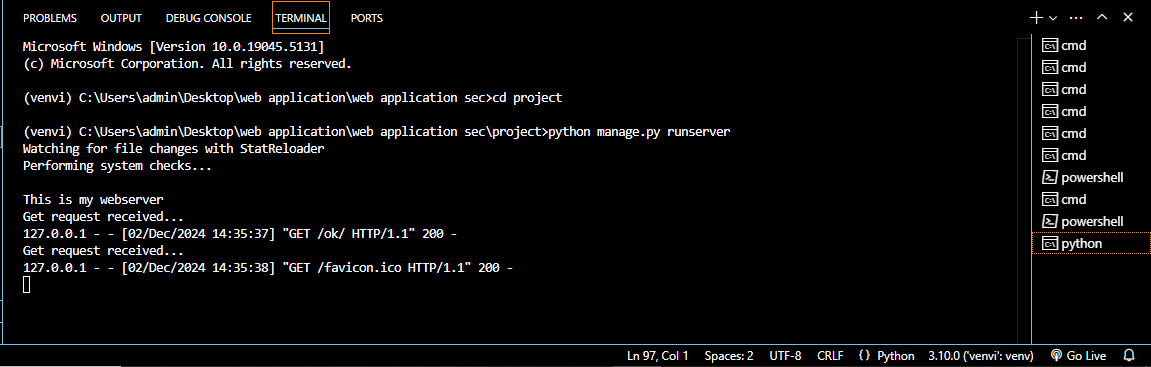 PROBLEMS OUTPUT DEBUG CONSOLE TERMINAL PORTS
Microsoft Windows [Version 10.0.19045.5131]
(c) Microsoft Corporation. All rights reserved.
(venvi) C:\Users\admin\Desktop\web application\web application sec>cd project
(venvi) C:\Users\admin\Desktop\web application\web application sec\project>python manage.py runserver
Watching for file changes with StatReloader
Performing system checks...
This is my webserver
Get request received...
127.0.0.1 - - [02/Dec/2024 14:35:37] "GET /ok/ HTTP/1.1" 200 -
Get request received...
127.0.0.1 - - [02/Dec/2024 14:35:38] "GET /favicon.ico HTTP/1.1" 200 -
cmd
cmd
cmd
cmd
cmd
cmd
powershell
cmd
powershell
python
Ln 97, Col 1 Spaces: 2 UTF-8 CRLF {} Python 3.10.0 ('venvi': venv) Go Live